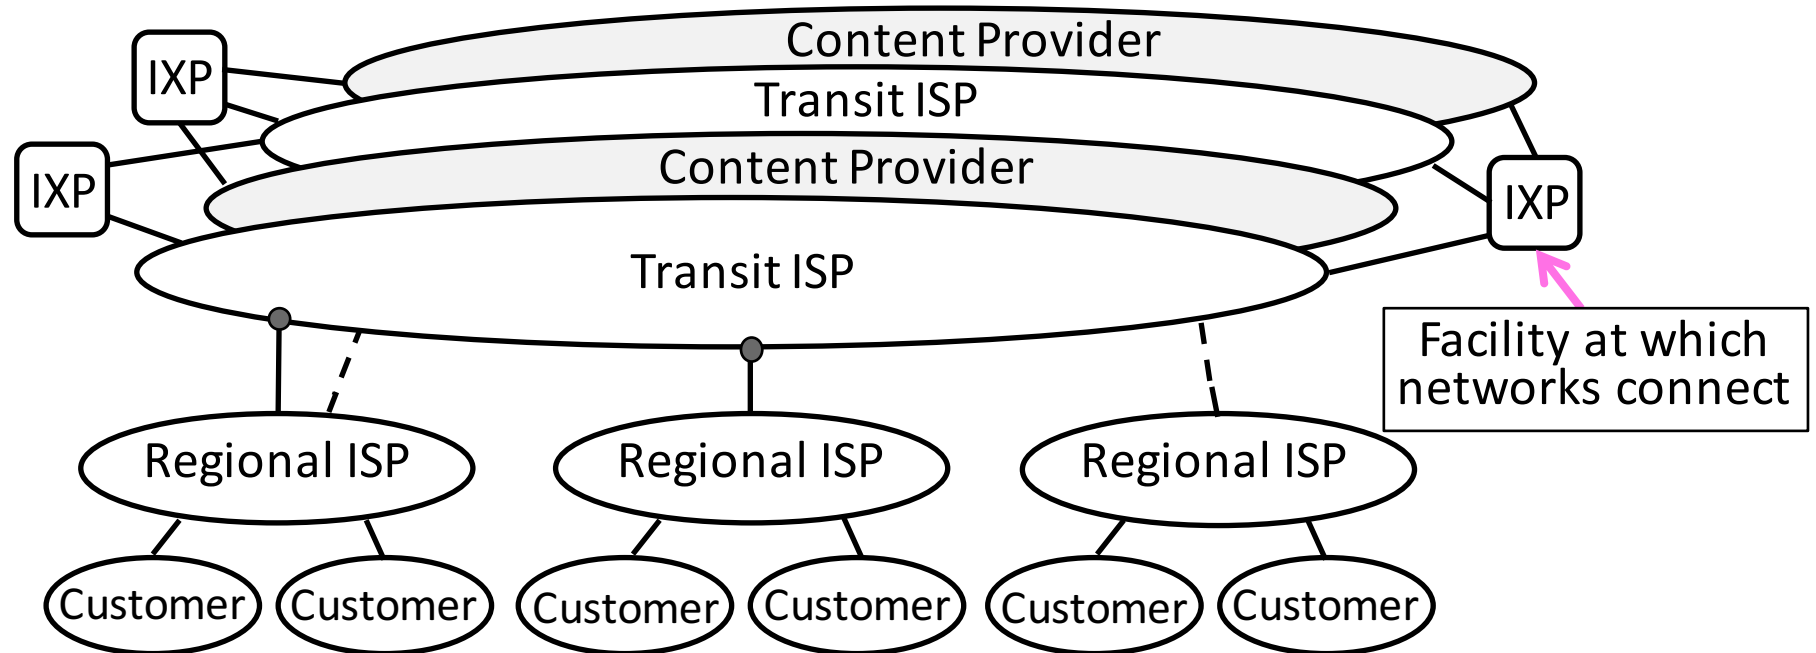 Content Provider
IXP
Transit ISP
Content Provider
IXP
IXP
Transit ISP
Facility at which
networks connect
Regional ISP
Regional ISP
Regional ISP
Customer
Customer
Customer
Customer
Customer
Customer